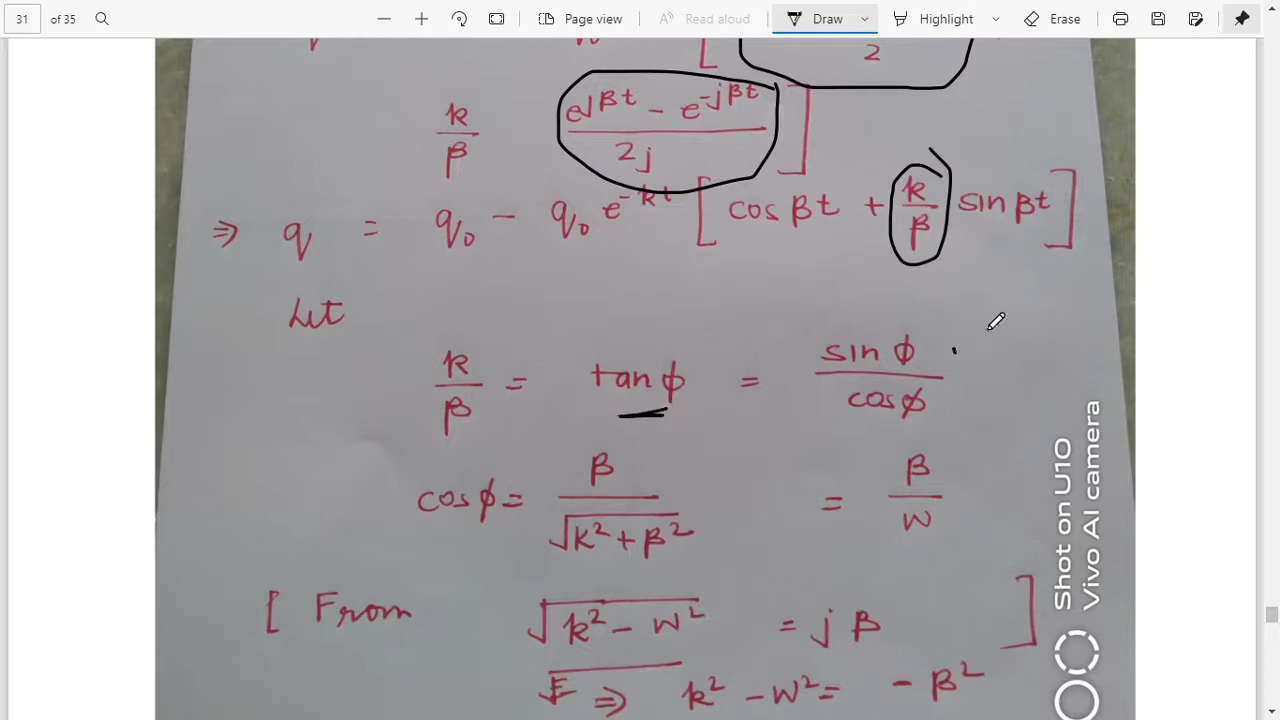 31 of 35 Page view Read aloud Draw Highlight Erase
2
k/β (e^jβt - e^-jβt)/2j ]
⇒ q = q₀ - q₀ e^-kt [ cos βt + k/β sin βt ]
Let
k/β = tan ϕ = sin ϕ / cos ϕ
cos ϕ = β/√(k² + β²) = β/w
[ From √(k² - w²) = j β ]
⇒ k² - w² = - β²
Shot on U10
Vivo AI camera